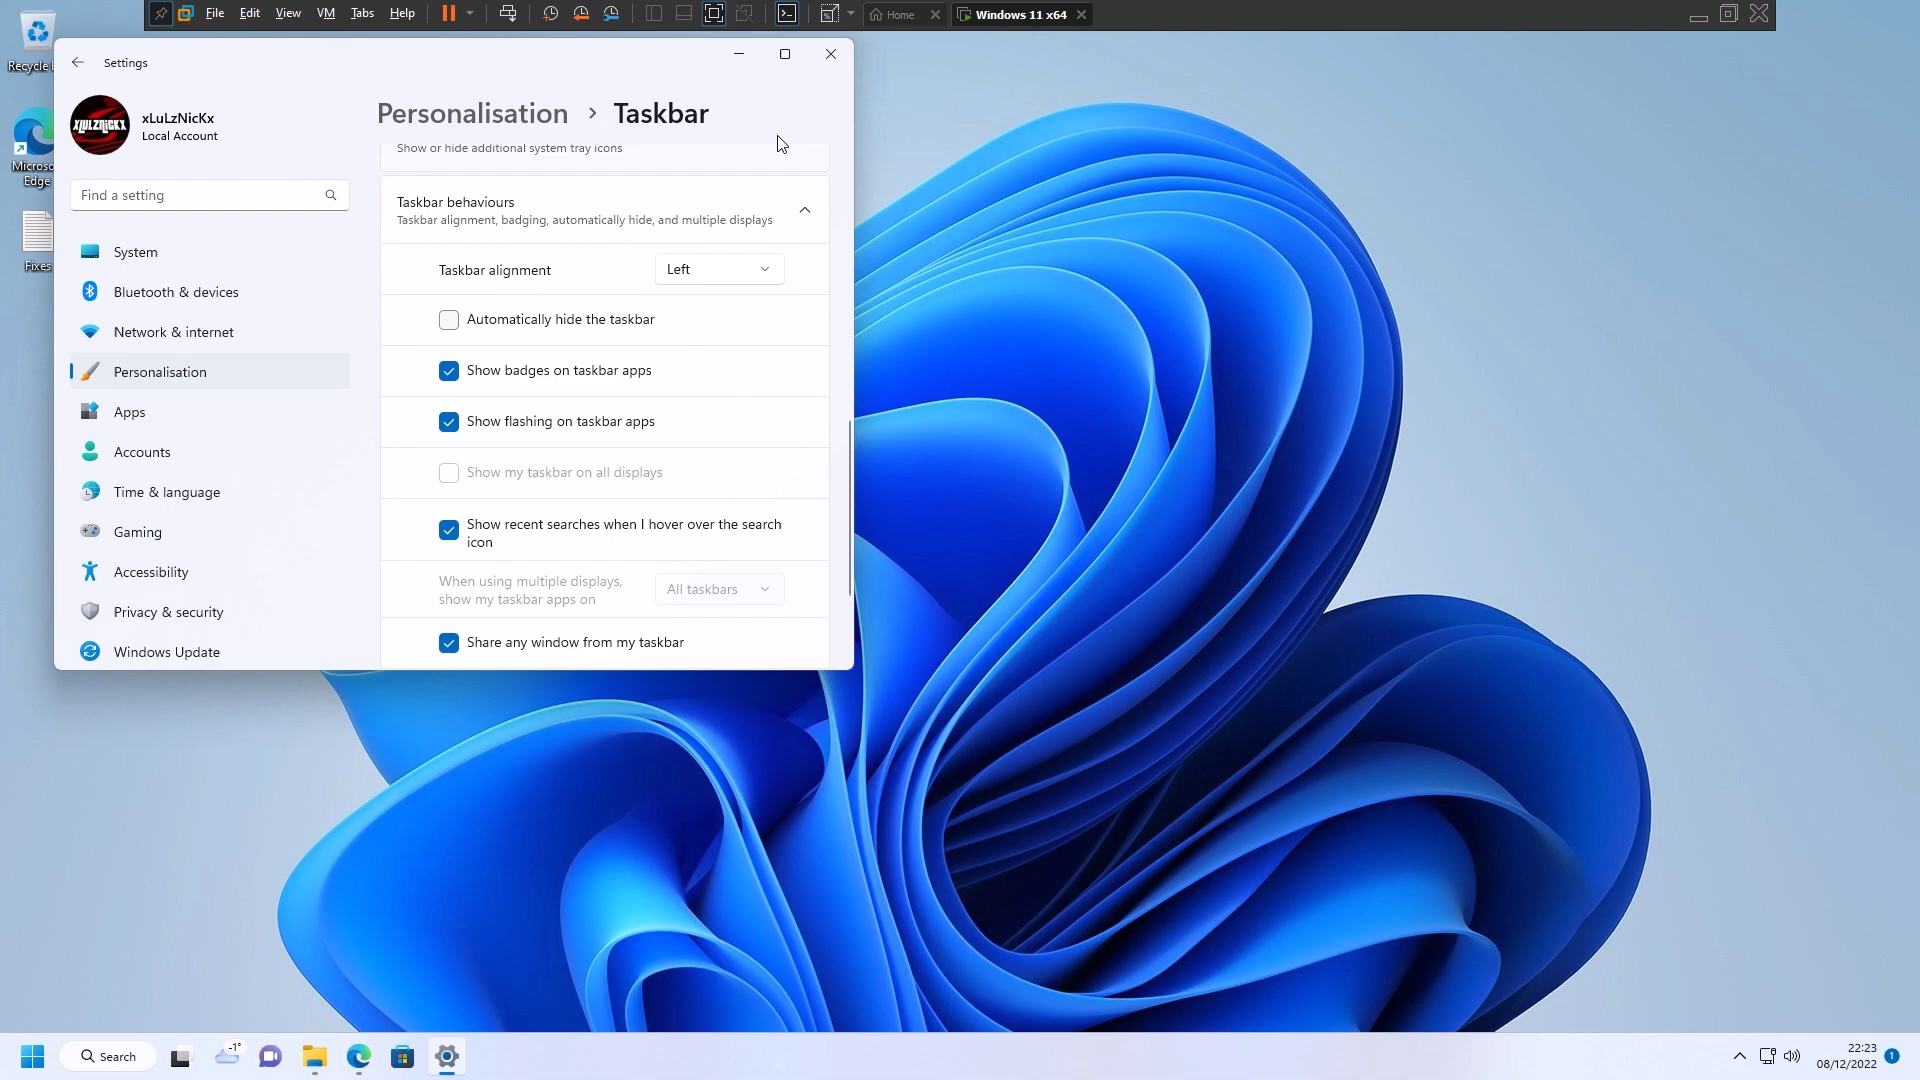 File Edit View VM Tabs Help
Home
Windows 11 x64
Recycle
Microso
Edge
Fixes
Settings
xLuLzNicKx
Local Account
Find a setting
System
Bluetooth & devices
Network & internet
Personalisation
Apps
Accounts
Time & language
Gaming
Accessibility
Privacy & security
Windows Update
Personalisation > Taskbar
Show or hide additional system tray icons
Taskbar behaviours
Taskbar alignment, badging, automatically hide, and multiple displays
Taskbar alignment
Left
Automatically hide the taskbar
Show badges on taskbar apps
Show flashing on taskbar apps
Show my taskbar on all displays
Show recent searches when I hover over the search
icon
When using multiple displays,
show my taskbar apps on
All taskbars
Share any window from my taskbar
Search
-1°
22:23
08/12/2022
1